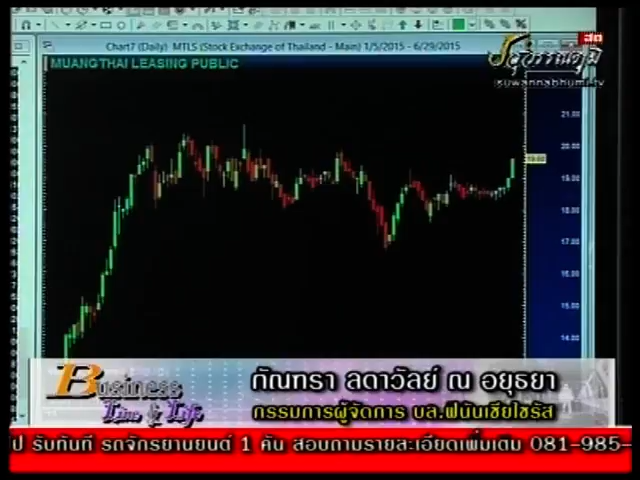 Chart7 (Daily) MTLS (Stock Exchange of Thailand - Main) 1/5/2015 - 6/29/2015
MUANGTHAI LEASING PUBLIC
สด
สุวรรณภูมิ
suwannabhumi.tv
21.00
20.00
19.60
19.00
18.00
17.00
16.00
15.00
14.00
Business
Line & Life
กัณฑรา ลดาวัลย์ ณ อยุธยา
กรรมการผู้จัดการ บล.ฟินันเซียไซรัส
ป รับทันที รถจักรยานยนต์ 1 คัน สอบถามรายละเอียดเพิ่มเติม 081-985-